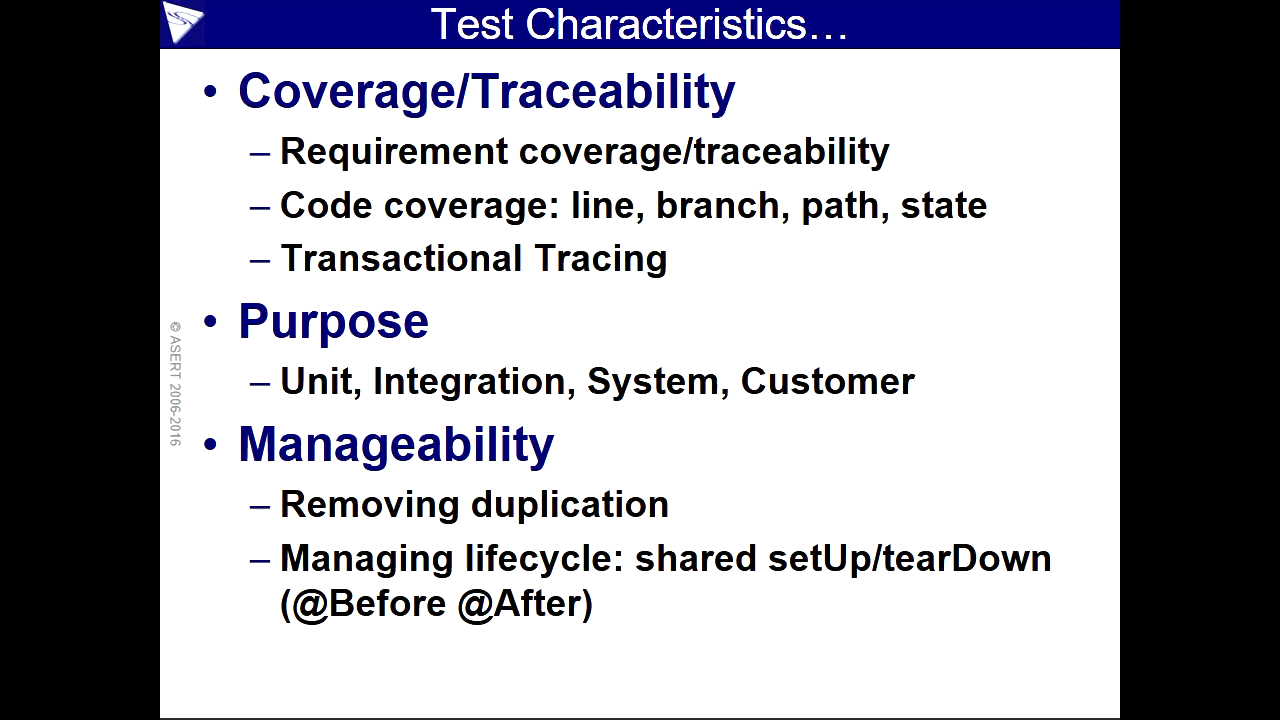 Test Characteristics…
• Coverage/Traceability
– Requirement coverage/traceability
– Code coverage: line, branch, path, state
– Transactional Tracing
• Purpose
– Unit, Integration, System, Customer
• Manageability
– Removing duplication
– Managing lifecycle: shared setUp/tearDown
(@Before @After)
© ASERT 2006-2016